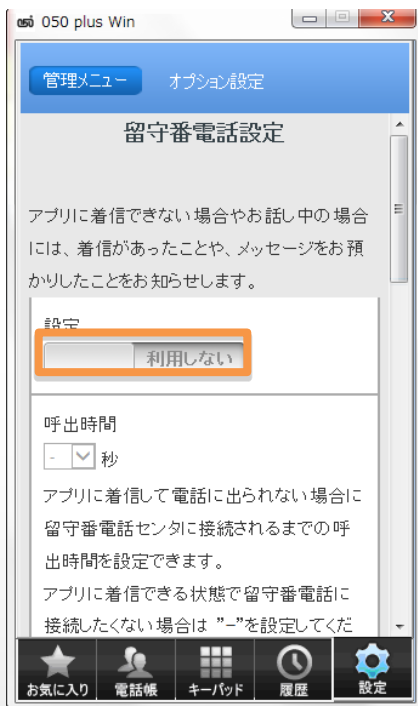 050 plus Win
管理メニュー オプション設定
留守番電話設定
アプリに着信できない場合やお話し中の場合
には、着信があったことや、メッセージをお預
かりしたことをお知らせします。
設定
利用しない
呼出時間
- 秒
アプリに着信して電話に出られない場合に
留守番電話センタに接続されるまでの呼
出時間を設定できます。
アプリに着信できる状態で留守番電話に
接続したくない場合は "-"を設定してくだ
お気に入り 電話帳 キーパッド 履歴 設定